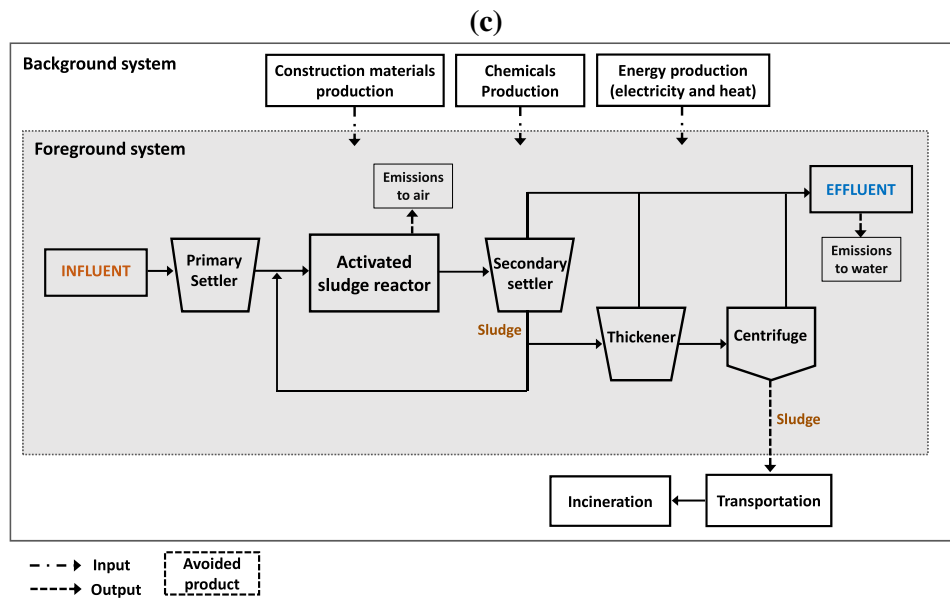 (c)
Background system
Construction materials
production
Chemicals
Production
Energy production
(electricity and heat)
Foreground system
Emissions
to air
EFFLUENT
Emissions
to water
INFLUENT
Primary
Settler
Activated
sludge reactor
Secondary
settler
Sludge
Thickener
Centrifuge
Sludge
Incineration
Transportation
Input
Output
Avoided
product